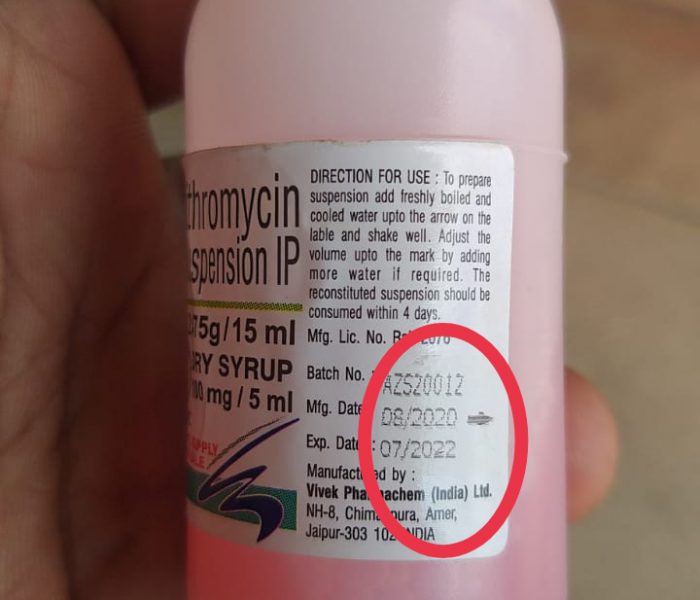 thromycin
spension IP
75g/15 ml
DRY SYRUP
mg / 5 ml
SUPPLY
DIRECTION FOR USE : To prepare
suspension add freshly boiled and
cooled water upto the arrow on the
lable and shake well. Adjust the
volume upto the mark by adding
more water if required. The
reconstituted suspension should be
consumed within 4 days.
Mfg. Lic. No.
Batch No. : AZS20012
Mfg. Date 08/2020
Exp. Date : 07/2022
Manufactured by :
Vivek Pharmachem (India) Ltd.
NH-8, Chimanpura, Amer,
Jaipur-303 102 INDIA